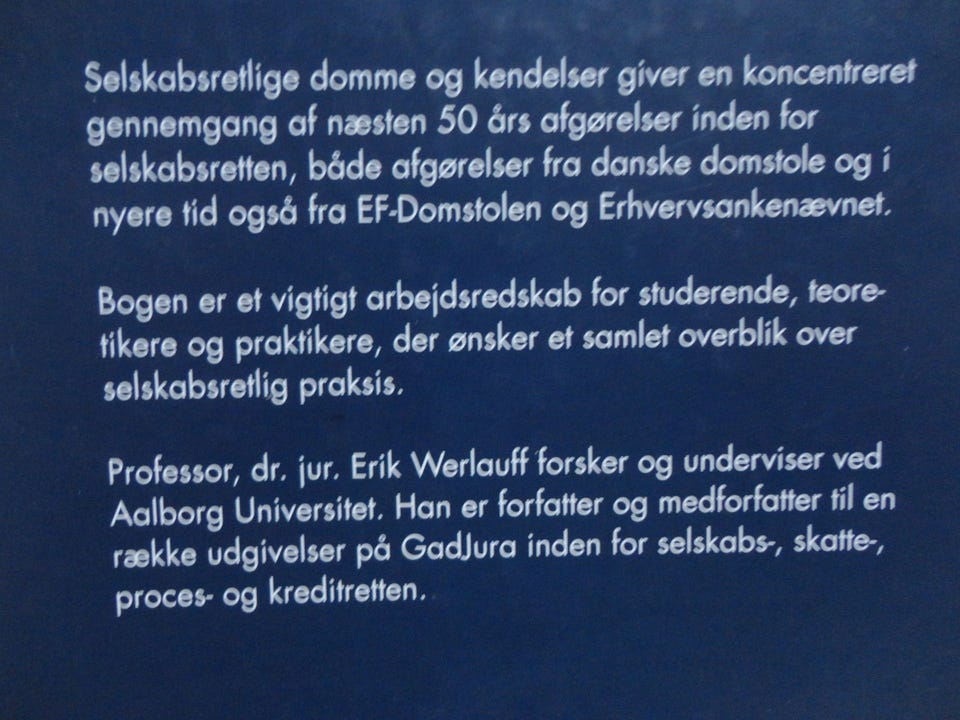 Selskabsretlige domme og kendelser giver en koncentreret
gennemgang af næsten 50 års afgørelser inden for
selskabsretten, både afgørelser fra danske domstole og i
nyere tid også fra EF-Domstolen og Erhvervsankenævnet.
Bogen er et vigtigt arbejdsredskab for studerende, teore-
tikere og praktikere, der ønsker et samlet overblik over
selskabsretlig praksis.
Professor, dr. jur. Erik Werlauff forsker og underviser ved
Aalborg Universitet. Han er forfatter og medforfatter til en
række udgivelser på GadJura inden for selskabs-, skatte-,
proces- og kreditretten.